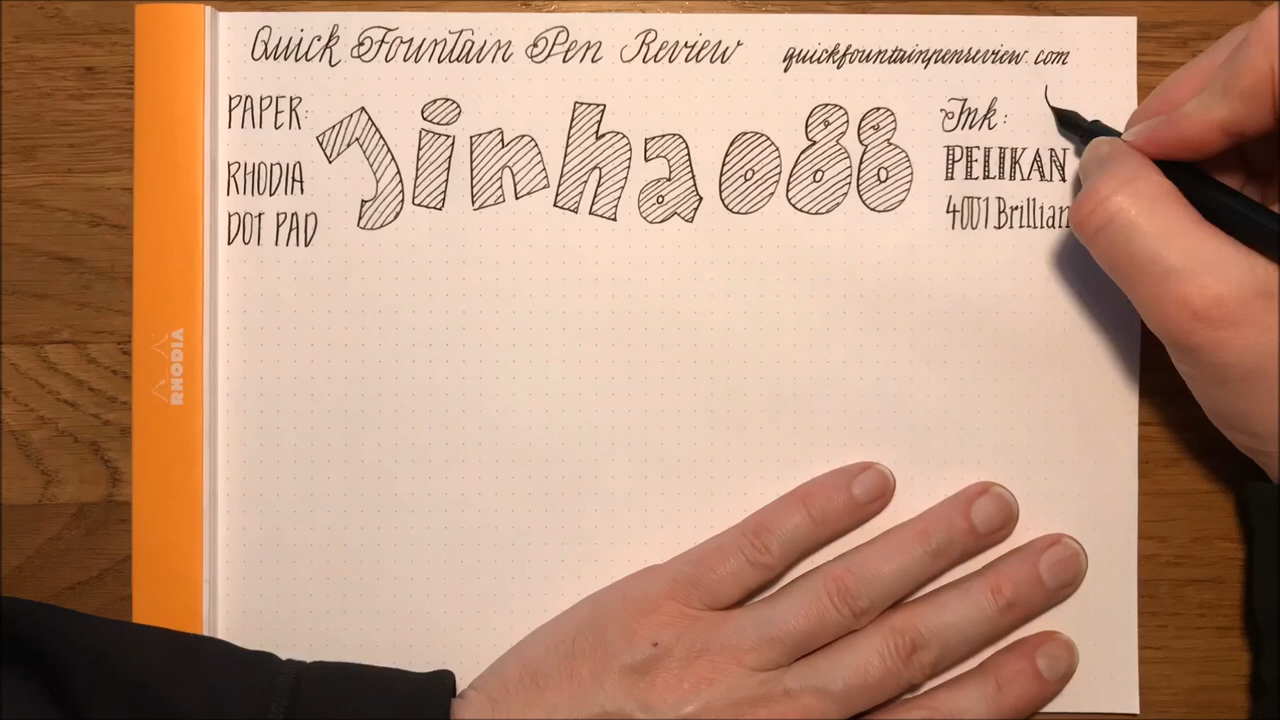 Quick Fountain Pen Review
quickfountainpenreview.com
PAPER:
RHODIA
DOT PAD
Jinhao88
Ink:
PELIKAN
4001 Brillian
RHODIA